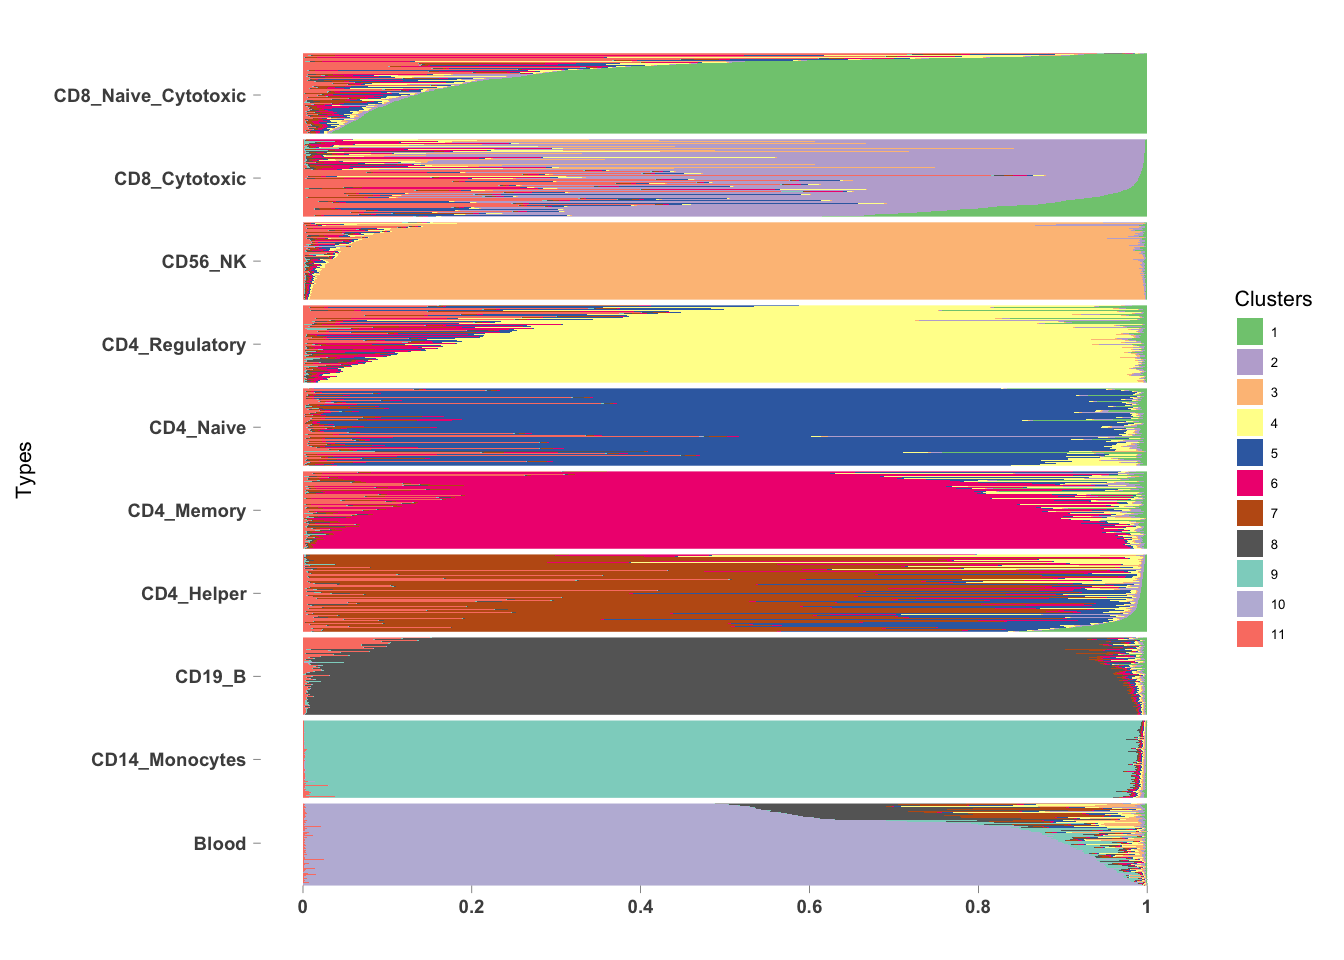 CD8_Naive_Cytotoxic
CD8_Cytotoxic
CD56_NK
CD4_Regulatory
CD4_Naive
CD4_Memory
CD4_Helper
CD19_B
CD14_Monocytes
Blood
Types
0 0.2 0.4 0.6 0.8 1
Clusters
1
2
3
4
5
6
7
8
9
10
11